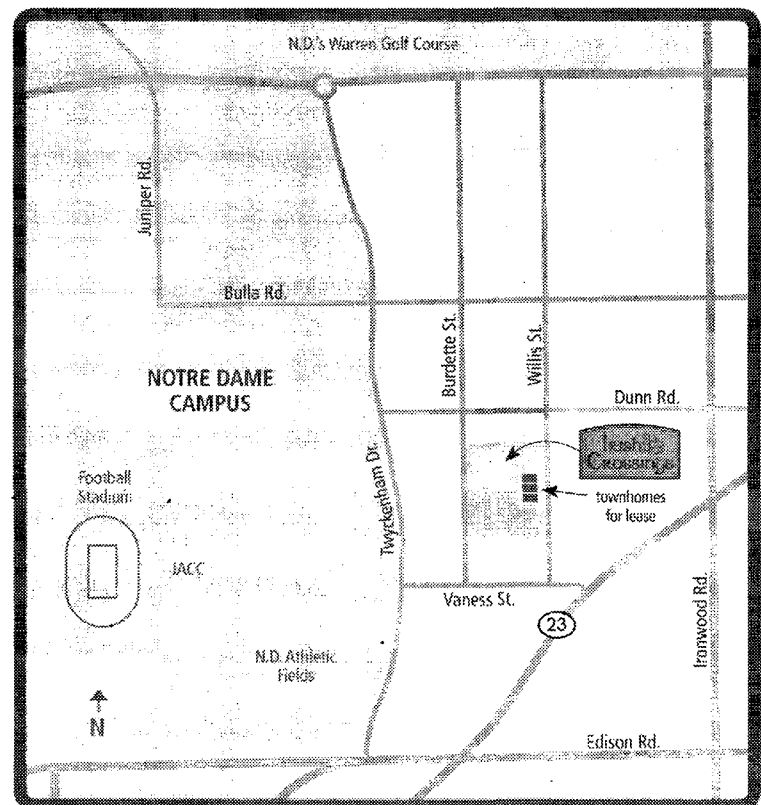 N.D.'s Warren Golf Course
Juniper Rd.
Bulla Rd.
Burdette St.
Willis St.
NOTRE DAME
CAMPUS
Dunn Rd.
Crossings
Football
Stadium
Twyckenham Dr.
townhomes
for lease
JACC
Vaness St.
23
Ironwood Rd.
N.D. Athletic
Fields
N
Edison Rd.